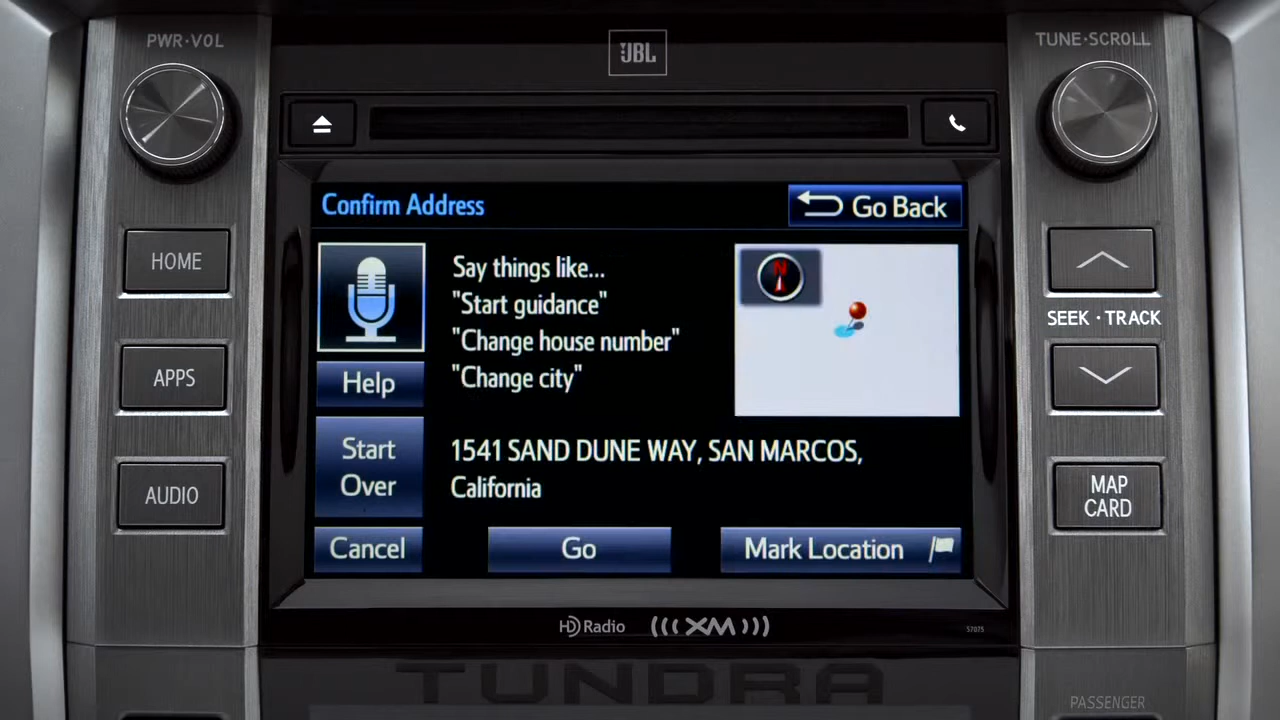 PWR·VOL
JBL
TUNE·SCROLL
Confirm Address
Go Back
HOME
Say things like...
"Start guidance"
"Change house number"
"Change city"
N
SEEK · TRACK
Help
APPS
Start
Over
1541 SAND DUNE WAY, SAN MARCOS,
California
AUDIO
MAP
CARD
Cancel
Go
Mark Location
HD Radio
XM
57075
TUNDRA
PASSENGER